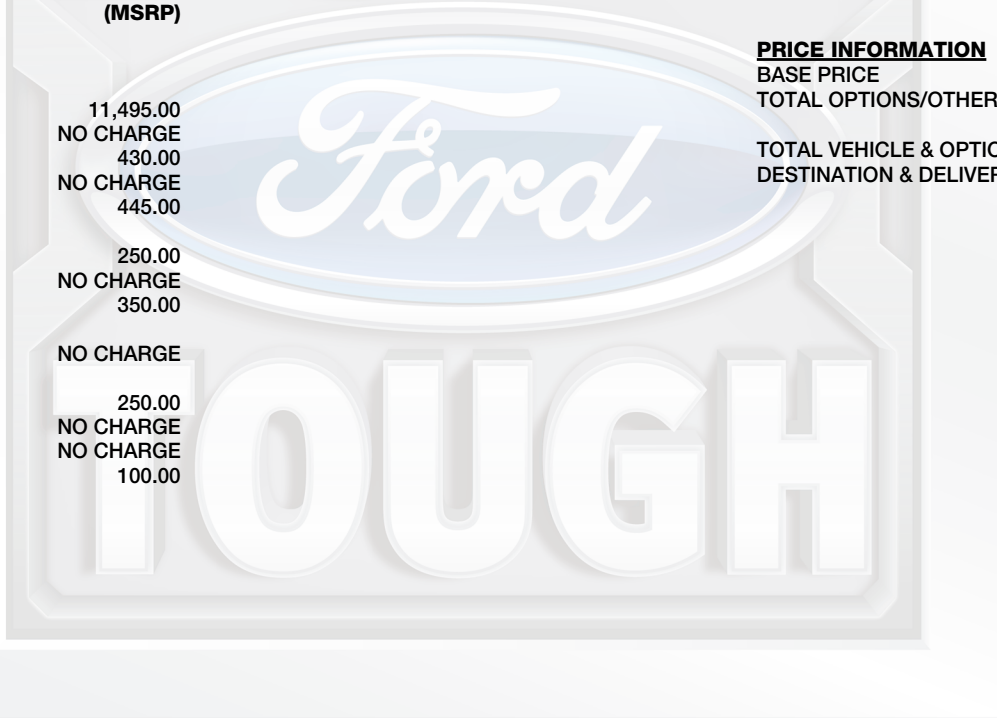 (MSRP)
11,495.00
NO CHARGE
430.00
NO CHARGE
445.00
250.00
NO CHARGE
350.00
NO CHARGE
250.00
NO CHARGE
NO CHARGE
100.00
PRICE INFORMATION
BASE PRICE
TOTAL OPTIONS/OTHER
TOTAL VEHICLE & OPTIO
DESTINATION & DELIVER
Ford
TOUGH